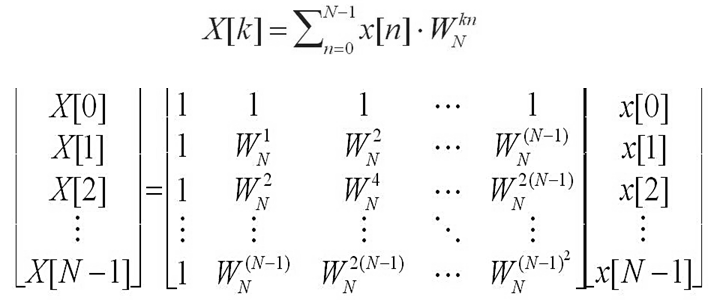 X[k] = ∑_{n=0}^{N−1} x[n] · W_N^{kn}
X[0] 1 1 1 ⋯ 1 x[0]
X[1] 1 W_N^1 W_N^2 ⋯ W_N^{(N−1)} x[1]
X[2] = 1 W_N^2 W_N^4 ⋯ W_N^{2(N−1)} x[2]
⋮ ⋮ ⋮ ⋮ ⋱ ⋮ ⋮
X[N−1] 1 W_N^{(N−1)} W_N^{2(N−1)} ⋯ W_N^{(N−1)^2} x[N−1]